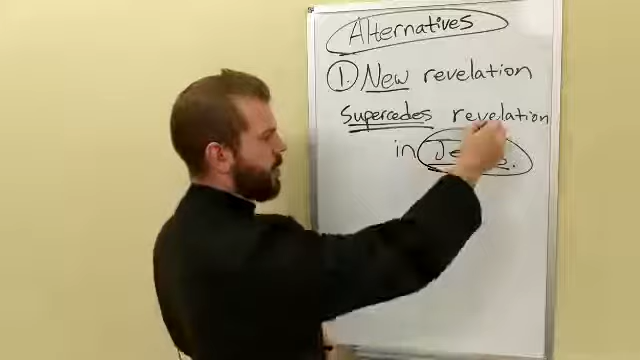 Alternatives
1. New revelation
Supercedes revelation
in